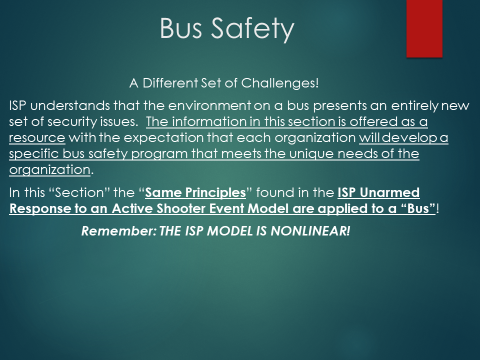 Bus Safety
A Different Set of Challenges!
ISP understands that the environment on a bus presents an entirely new
set of security issues.  The information in this section is offered as a
resource with the expectation that each organization will develop a
specific bus safety program that meets the unique needs of the
organization.
In this “Section” the “Same Principles” found in the ISP Unarmed
Response to an Active Shooter Event Model are applied to a “Bus”!
Remember: THE ISP MODEL IS NONLINEAR!